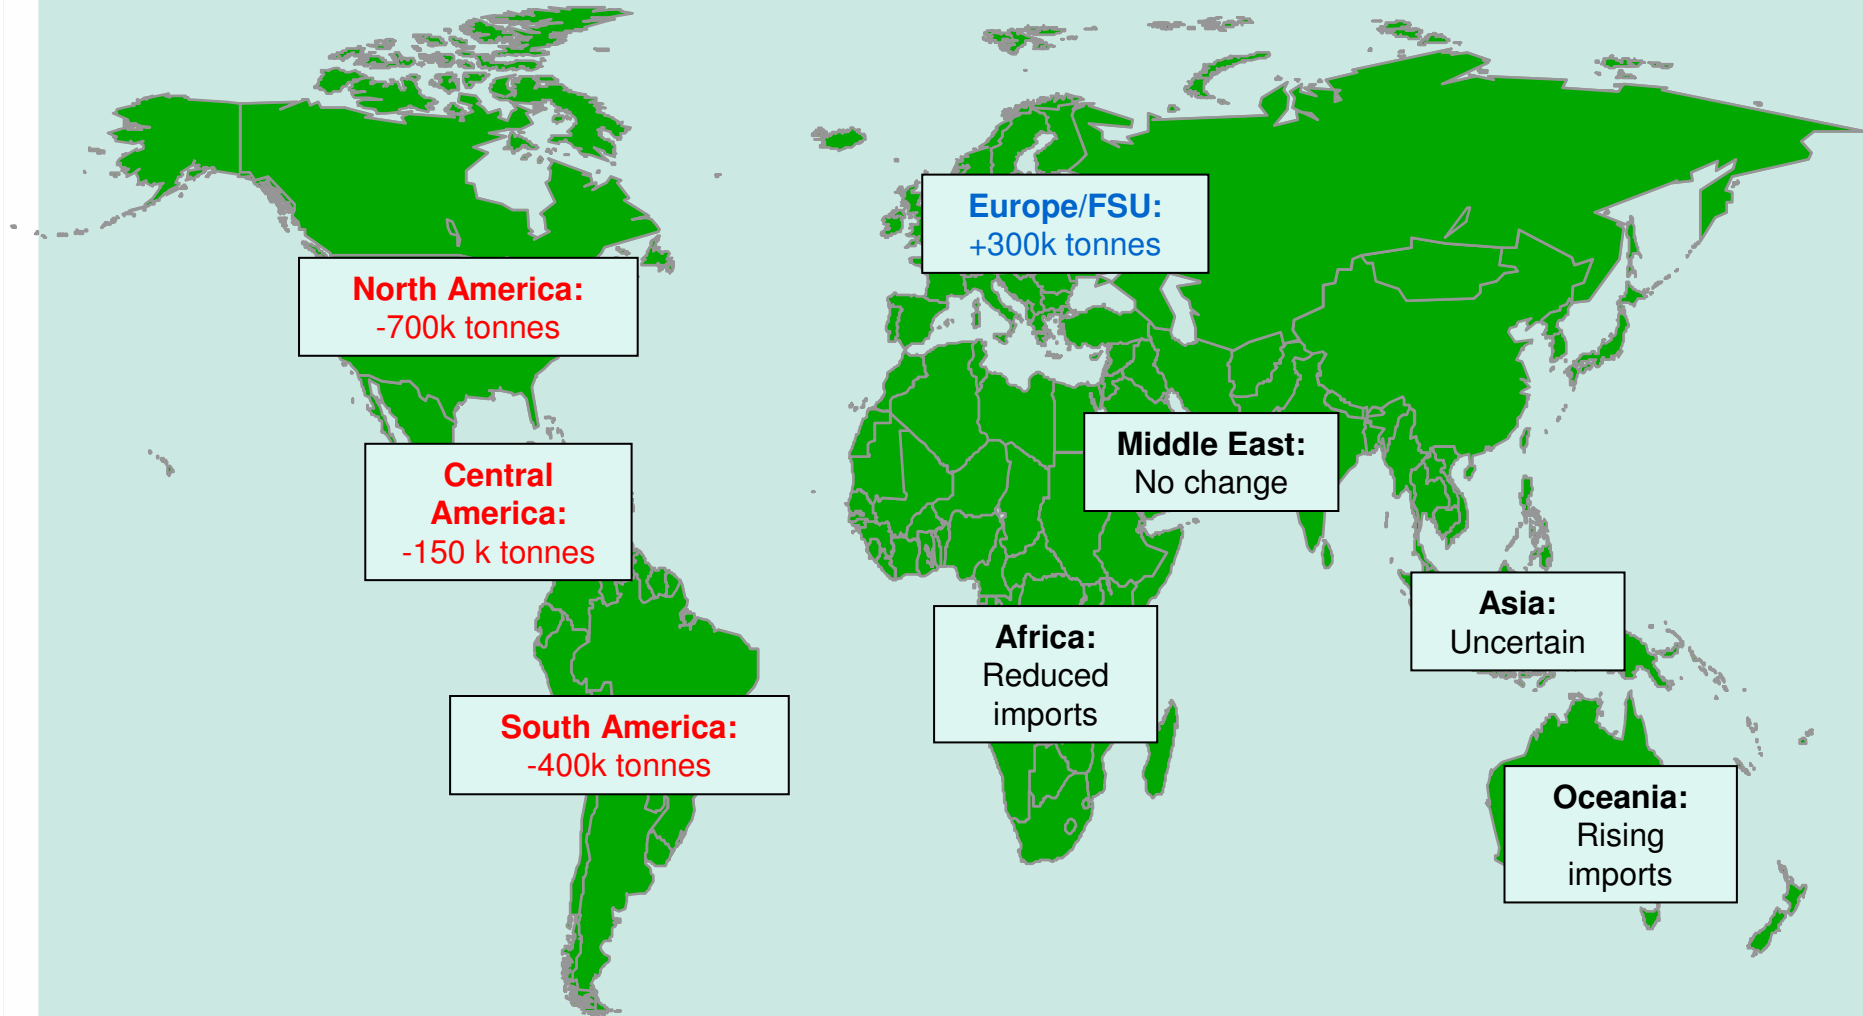 Europe/FSU:
+300k tonnes
North America:
-700k tonnes
Middle East:
No change
Central
America:
-150 k tonnes
Asia:
Uncertain
Africa:
Reduced
imports
South America:
-400k tonnes
Oceania:
Rising
imports